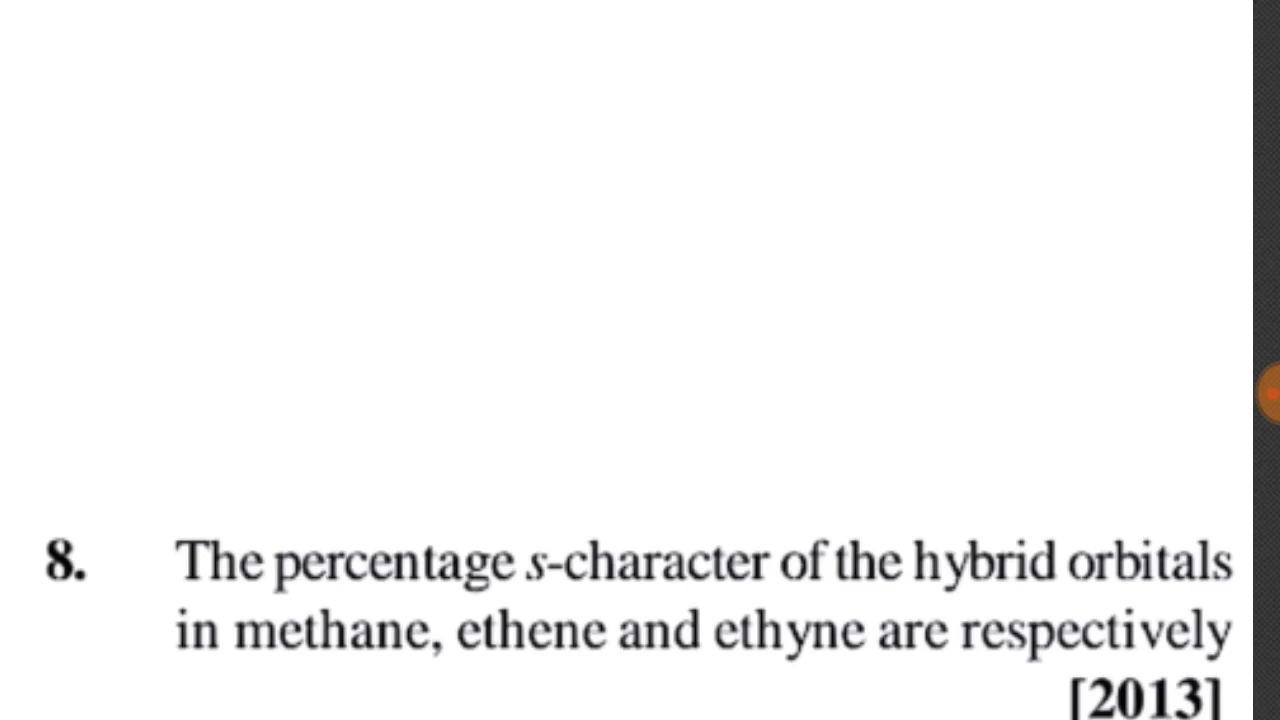 8. The percentage s-character of the hybrid orbitals
in methane, ethene and ethyne are respectively
[2013]